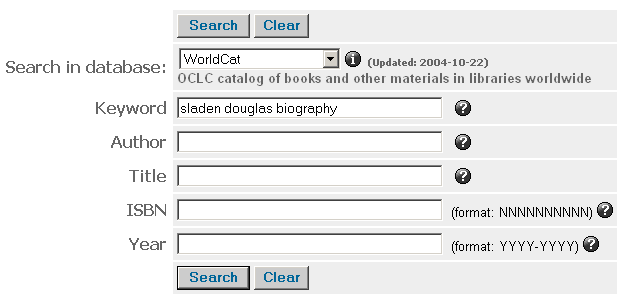 Search Clear
Search in database: WorldCat (Updated: 2004-10-22)
OCLC catalog of books and other materials in libraries worldwide
Keyword sladen douglas biography ?
Author ?
Title ?
ISBN (format: NNNNNNNNNN) ?
Year (format: YYYY-YYYY) ?
Search Clear